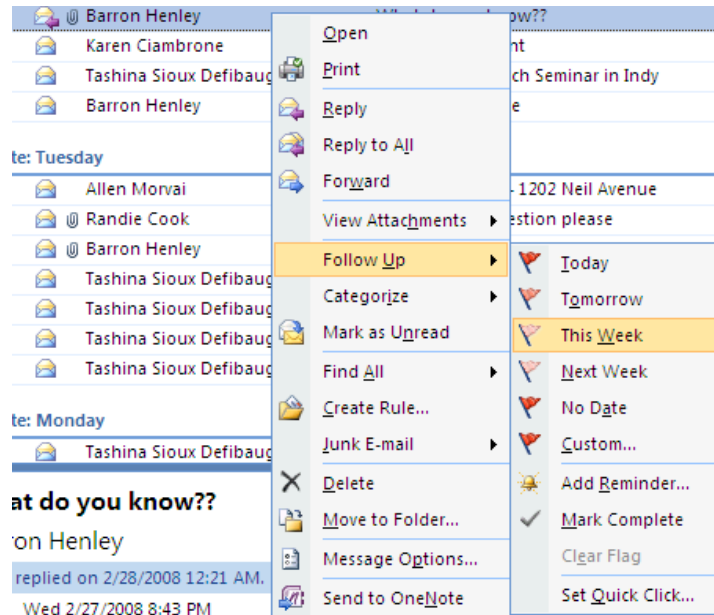 Barron Henley
ow??
Karen Ciambrone
nt
Tashina Sioux Defibaug
ch Seminar in Indy
Barron Henley
e
te: Tuesday
Allen Morvai
- 1202 Neil Avenue
Randie Cook
estion please
Barron Henley
Tashina Sioux Defibaug
Tashina Sioux Defibaug
Tashina Sioux Defibaug
Tashina Sioux Defibaug
te: Monday
Tashina Sioux Defibaug
at do you know??
ron Henley
replied on 2/28/2008 12:21 AM.
Wed 2/27/2008 8:43 PM
Open
Print
Reply
Reply to All
Forward
View Attachments
Follow Up
Categorize
Mark as Unread
Find All
Create Rule...
Junk E-mail
Delete
Move to Folder...
Message Options...
Send to OneNote
Today
Tomorrow
This Week
Next Week
No Date
Custom...
Add Reminder...
Mark Complete
Clear Flag
Set Quick Click...